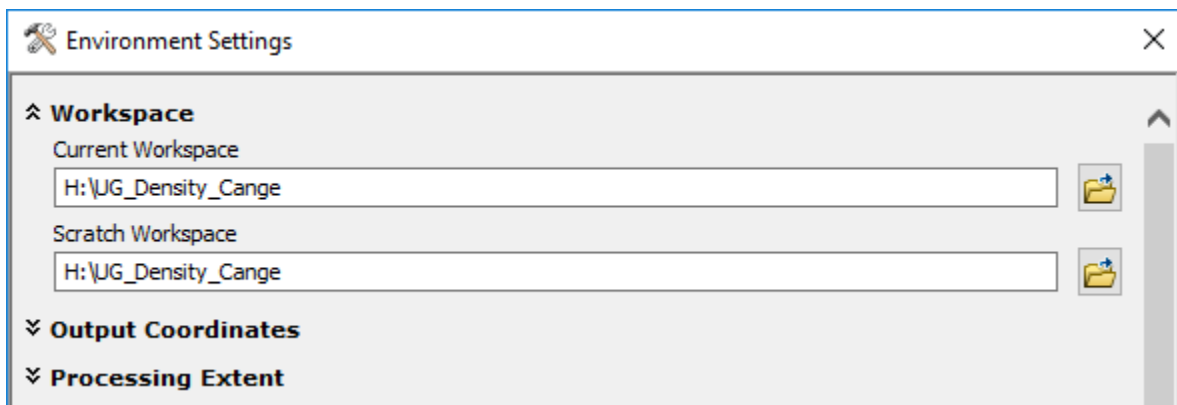 Environment Settings
Workspace
Current Workspace
H:\UG_Density_Cange
Scratch Workspace
H:\UG_Density_Cange
Output Coordinates
Processing Extent